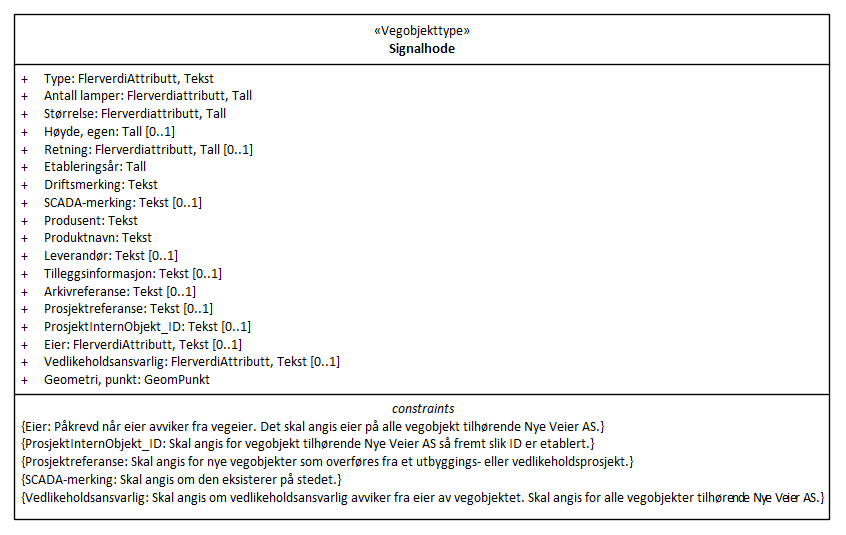 «Vegobjekttype»
Signalhode
+ Type: FlerverdiAttributt, Tekst
+ Antall lamper: Flerverdiattributt, Tall
+ Størrelse: Flerverdiattributt, Tall
+ Høyde, egen: Tall [0..1]
+ Retning: Flerverdiattributt, Tall [0..1]
+ Etableringsår: Tall
+ Driftsmerking: Tekst
+ SCADA-merking: Tekst [0..1]
+ Produsent: Tekst
+ Produktnavn: Tekst
+ Leverandør: Tekst [0..1]
+ Tilleggsinformasjon: Tekst [0..1]
+ Arkivreferanse: Tekst [0..1]
+ Prosjektreferanse: Tekst [0..1]
+ ProsjektInternObjekt_ID: Tekst [0..1]
+ Eier: FlerverdiAttributt, Tekst [0..1]
+ Vedlikeholdsansvarlig: FlerverdiAttributt, Tekst [0..1]
+ Geometri, punkt: GeomPunkt
constraints
{Eier: Påkrevd når eier avviker fra vegeier. Det skal angis eier på alle vegobjekt tilhørende Nye Veier AS.}
{ProsjektInternObjekt_ID: Skal angis for vegobjekt tilhørende Nye Veier AS så fremt slik ID er etablert.}
{Prosjektreferanse: Skal angis for nye vegobjekter som overføres fra et utbyggings- eller vedlikeholdsprosjekt.}
{SCADA-merking: Skal angis om den eksisterer på stedet.}
{Vedlikeholdsansvarlig: Skal angis om vedlikeholdsansvarlig avviker fra eier av vegobjektet. Skal angis for alle vegobjekter tilhørende Nye Veier AS.}